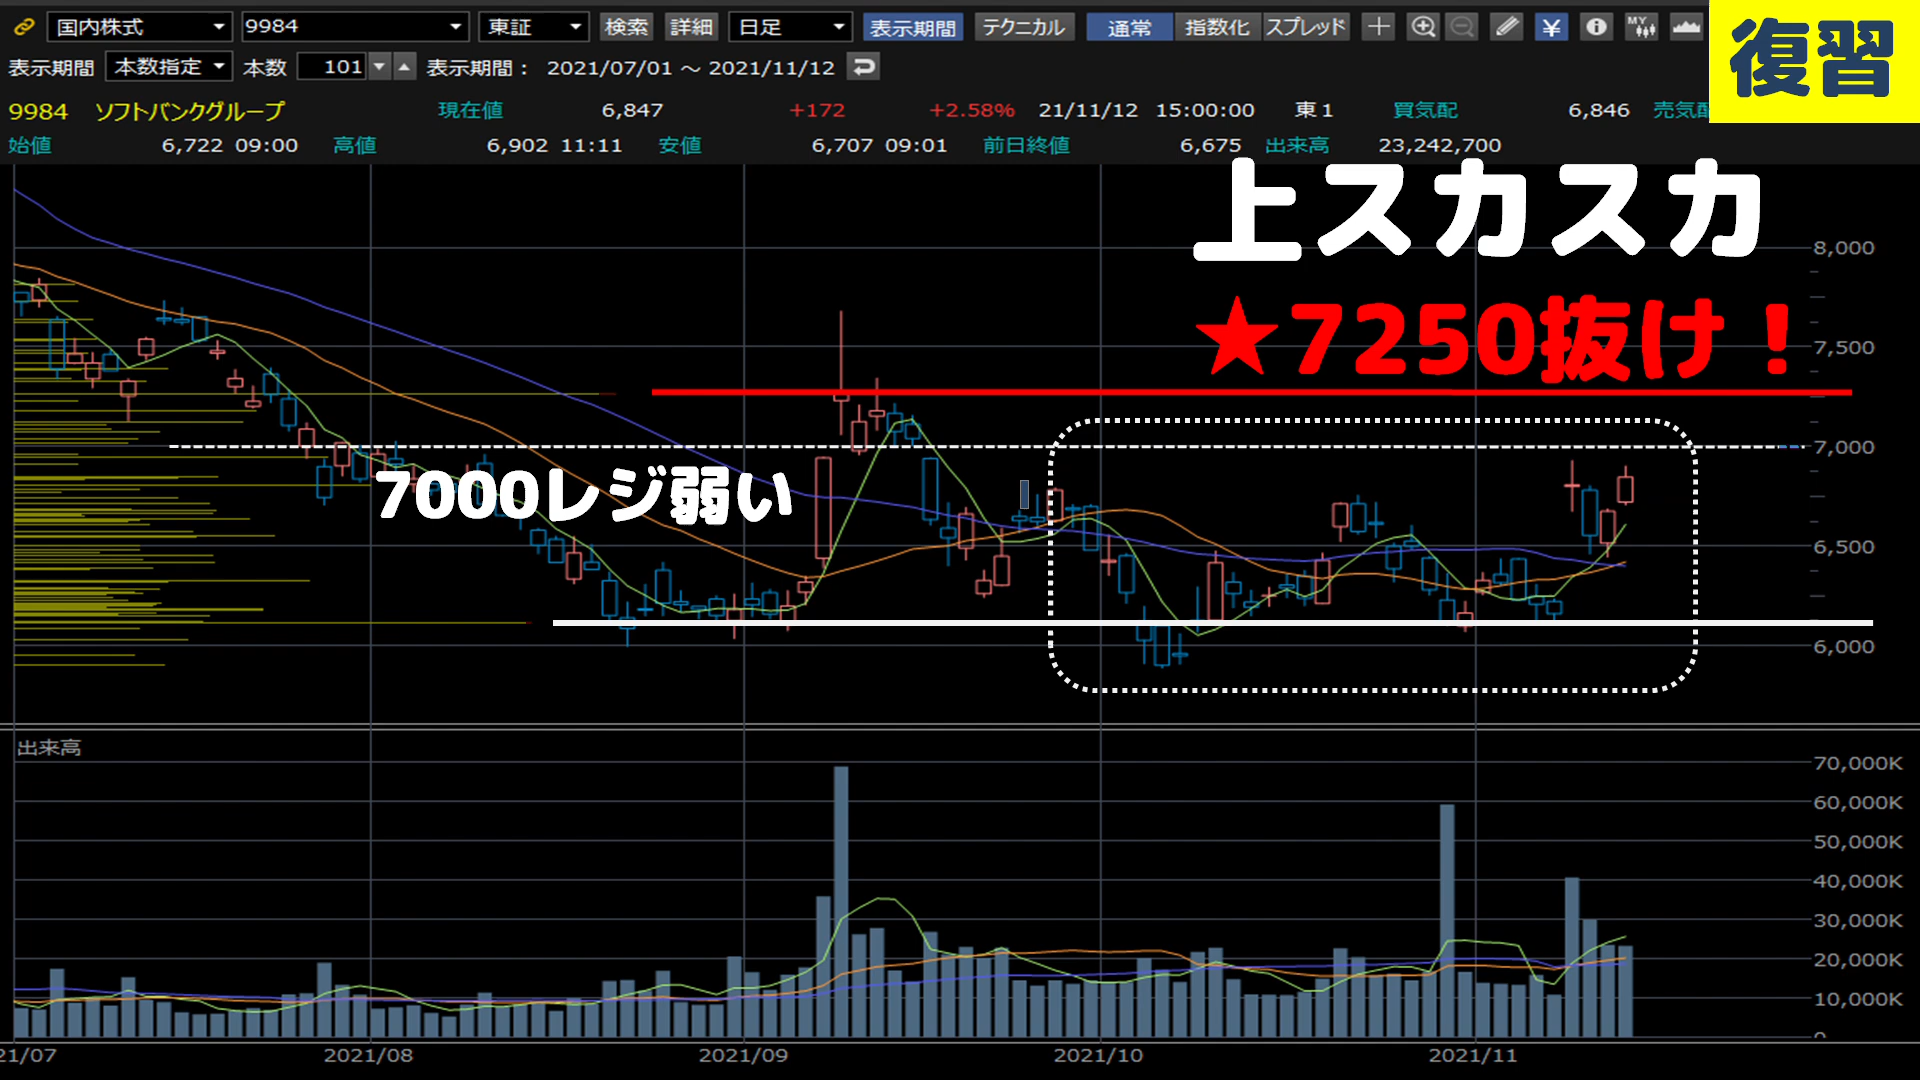 国内株式 9984 東証 検索 詳細 日足 表示期間 テクニカル 通常 指数化 スプレッド ¥ MY
復習
表示期間 本数指定 本数 101 表示期間： 2021/07/01 ～ 2021/11/12
9984 ソフトバンクグループ 現在値 6,847 +172 +2.58% 21/11/12 15:00:00 東1 買気配 6,846 売気配
始値 6,722 09:00 高値 6,902 11:11 安値 6,707 09:01 前日終値 6,675 出来高 23,242,700
上スカスカ
8,000
★7250抜け！
7,500
7,000
7000レジ弱い
6,500
6,000
出来高
70,000K
60,000K
50,000K
40,000K
30,000K
20,000K
10,000K
0
21/07 2021/08 2021/09 2021/10 2021/11